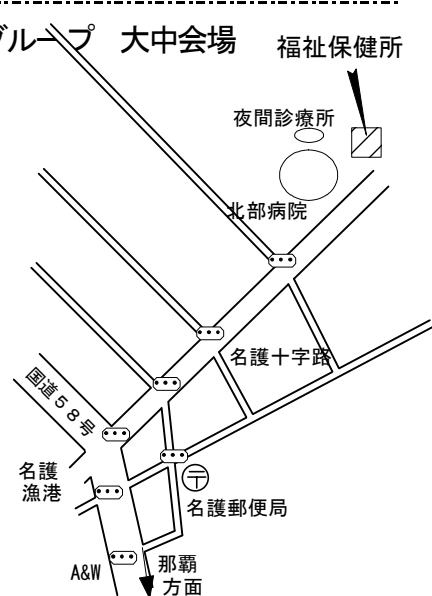 グループ 大中会場
福祉保健所
夜間診療所
北部病院
名護十字路
国道58号
名護
漁港
〒
名護郵便局
A&W
那覇
方面